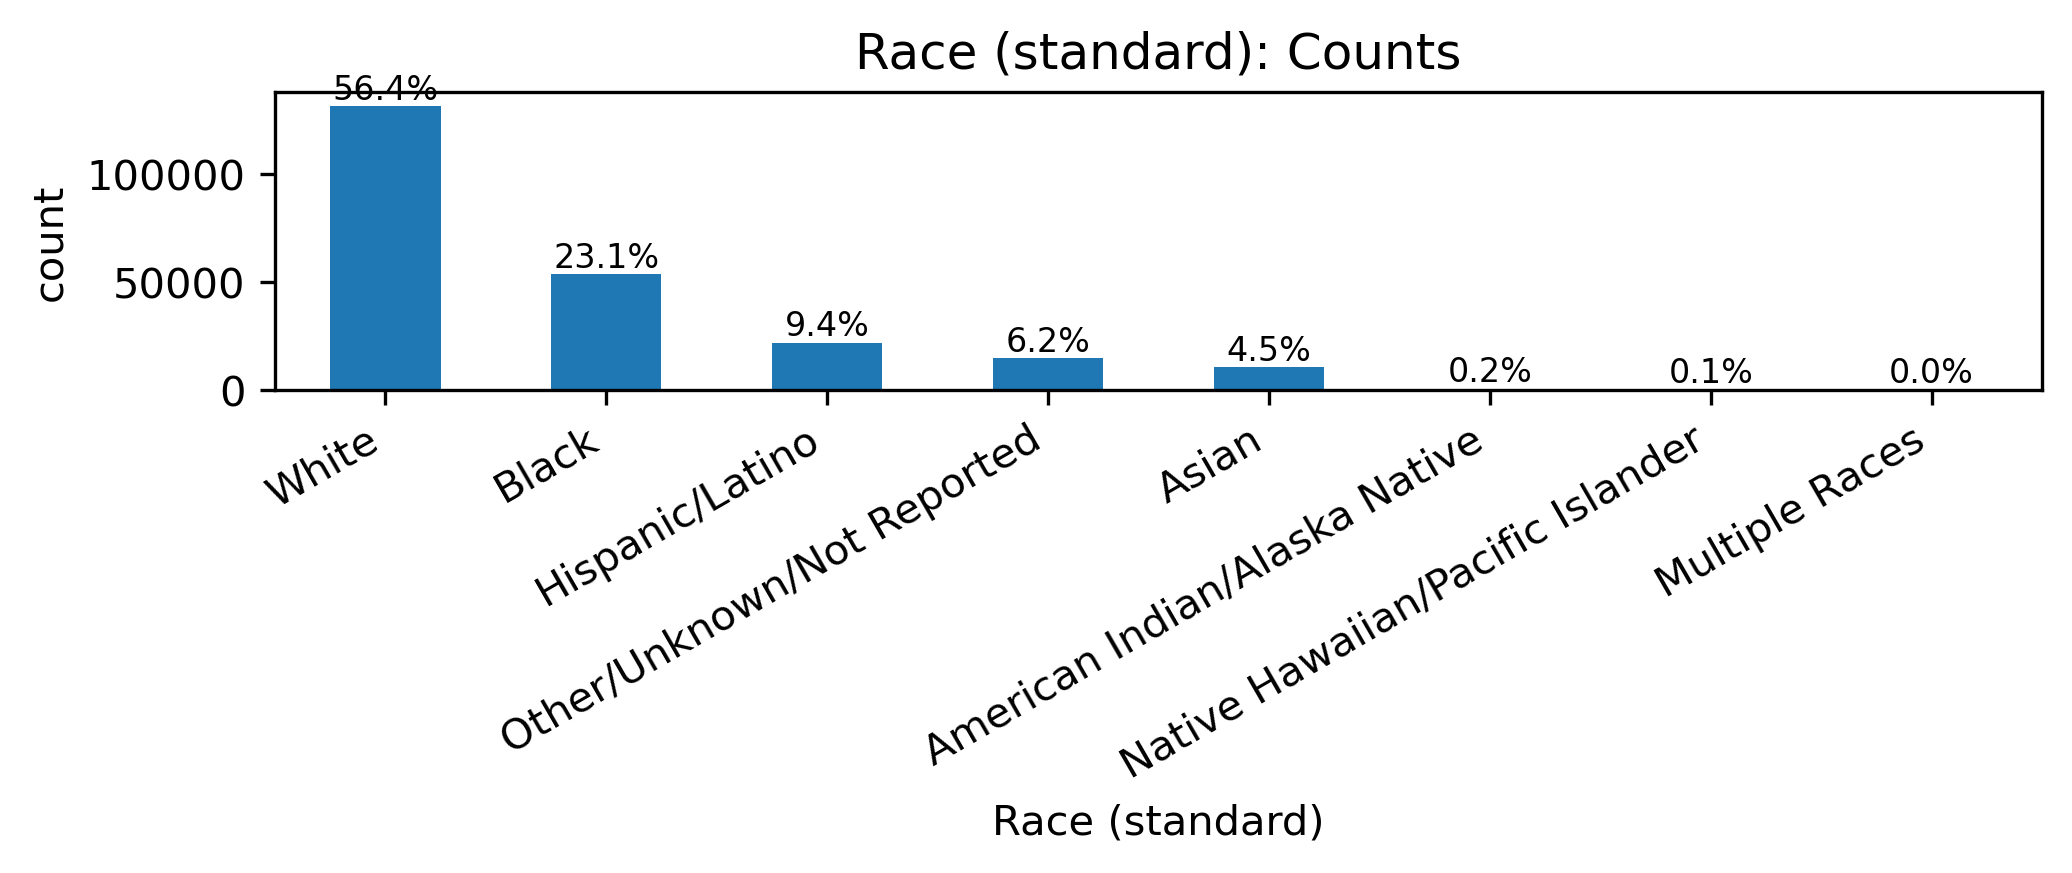 Race (standard): Counts
56.4%
23.1%
9.4%
6.2%
4.5%
0.2%
0.1%
0.0%
count
100000
50000
0
White
Black
Hispanic/Latino
Other/Unknown/Not Reported
Asian
American Indian/Alaska Native
Native Hawaiian/Pacific Islander
Multiple Races
Race (standard)